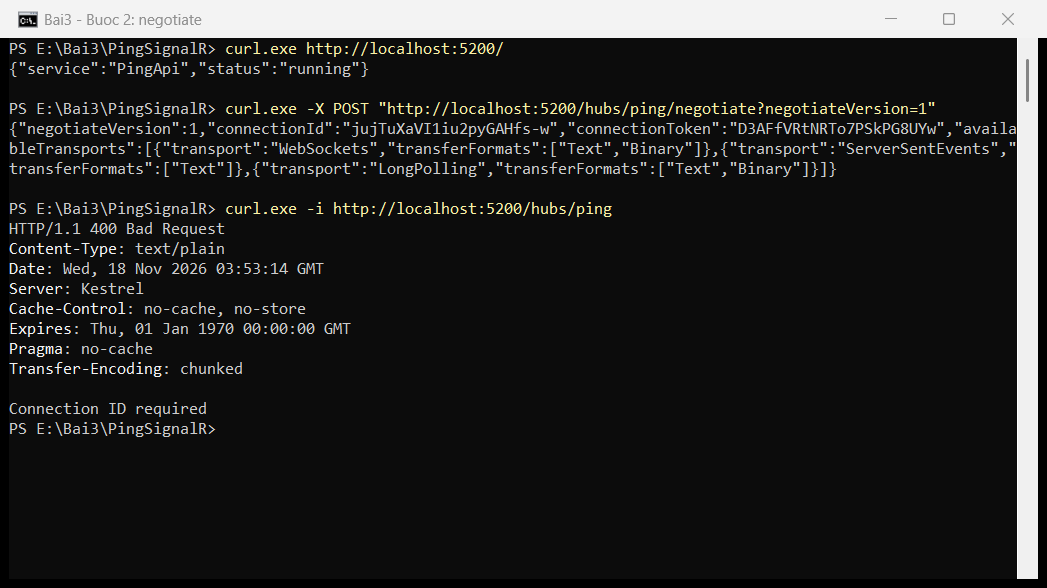 Bai3 - Buoc 2: negotiate
PS E:\Bai3\PingSignalR> curl.exe http://localhost:5200/
{"service":"PingApi","status":"running"}
PS E:\Bai3\PingSignalR> curl.exe -X POST "http://localhost:5200/hubs/ping/negotiate?negotiateVersion=1"
{"negotiateVersion":1,"connectionId":"jujTuXaVI1iu2pyGAHfs-w","connectionToken":"D3AFfVRtNRTo7PSkPG8UYw","availa
bleTransports":[{"transport":"WebSockets","transferFormats":["Text","Binary"]},{"transport":"ServerSentEvents","
transferFormats":["Text"]},{"transport":"LongPolling","transferFormats":["Text","Binary"]}]}
PS E:\Bai3\PingSignalR> curl.exe -i http://localhost:5200/hubs/ping
HTTP/1.1 400 Bad Request
Content-Type: text/plain
Date: Wed, 18 Nov 2026 03:53:14 GMT
Server: Kestrel
Cache-Control: no-cache, no-store
Expires: Thu, 01 Jan 1970 00:00:00 GMT
Pragma: no-cache
Transfer-Encoding: chunked
Connection ID required
PS E:\Bai3\PingSignalR>